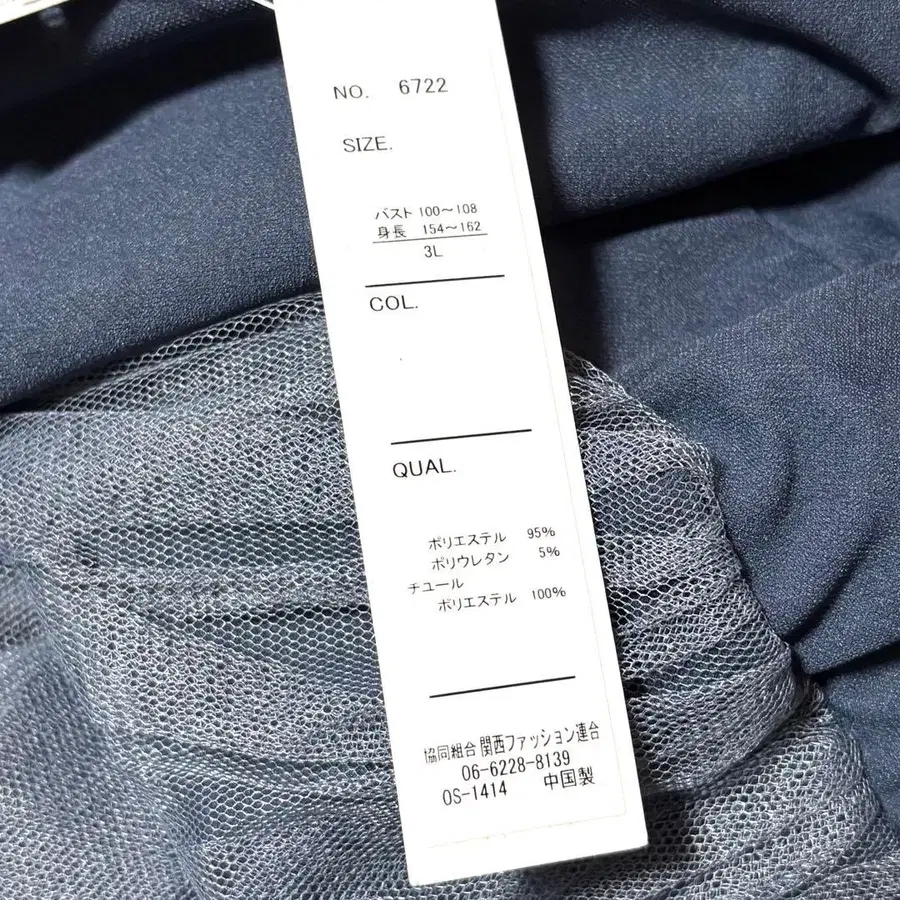 NO. 6722
SIZE.
バスト 100～108
身長 154～162
3L
COL.
QUAL.
ポリエステル 95%
ポリウレタン 5%
チュール
ポリエステル 100%
協同組合 関西ファッション連合
06-6228-8139
OS-1414 中国製